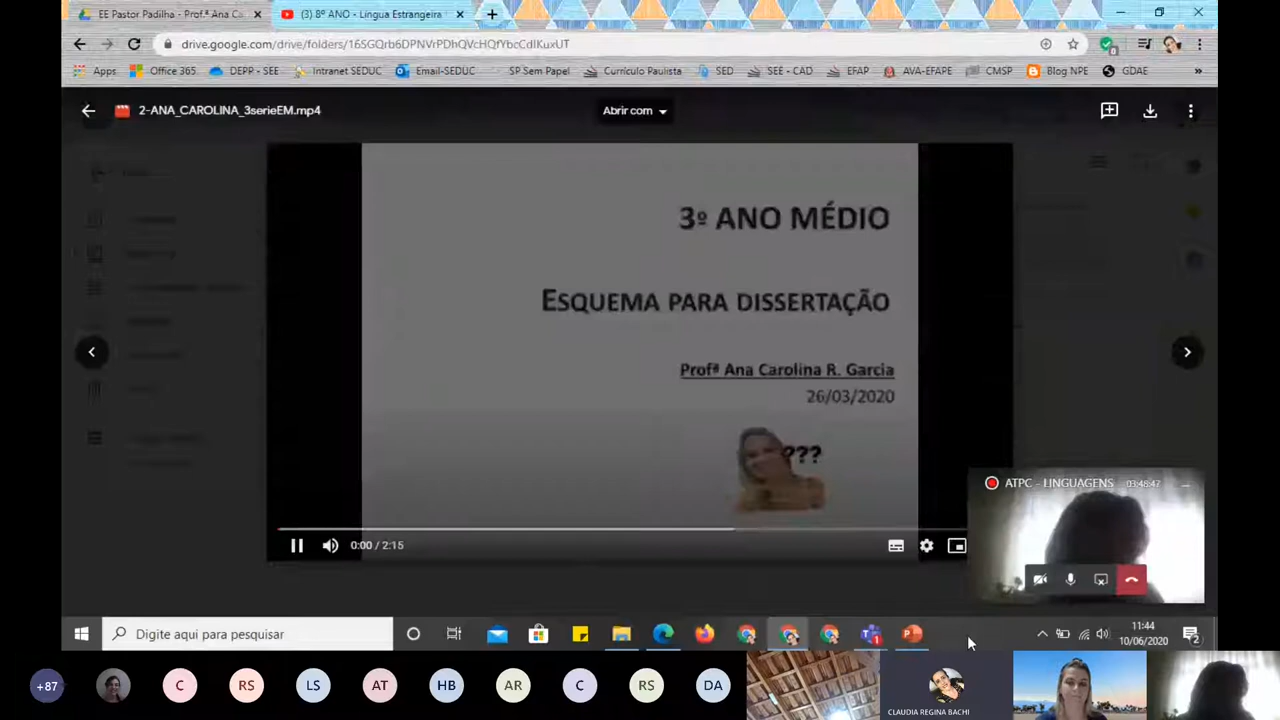 EE Pastor Padilha - Prof.ª Ana Ca
(3) 8º ANO - Língua Estrangeira
drive.google.com/drive/folders/
Apps Office 365 DEPP - SEE Intranet SEDUC Email-SEDUC SP Sem Papel Currículo Paulista SED SEE - CAD EFAP AVA-EFAPE CMSP Blog NPE GDAE »
2-ANA_CAROLINA_3serieEM.mp4
Abrir com
3º ANO MÉDIO
ESQUEMA PARA DISSERTAÇÃO
Profª Ana Carolina R. Garcia
26/03/2020
???
ATPC - LINGUAGENS 03:48:47
0:00 / 2:15
Digite aqui para pesquisar
11:44
10/06/2020
+87 C RS LS AT HB AR C RS DA
CLAUDIA REGINA BACHI